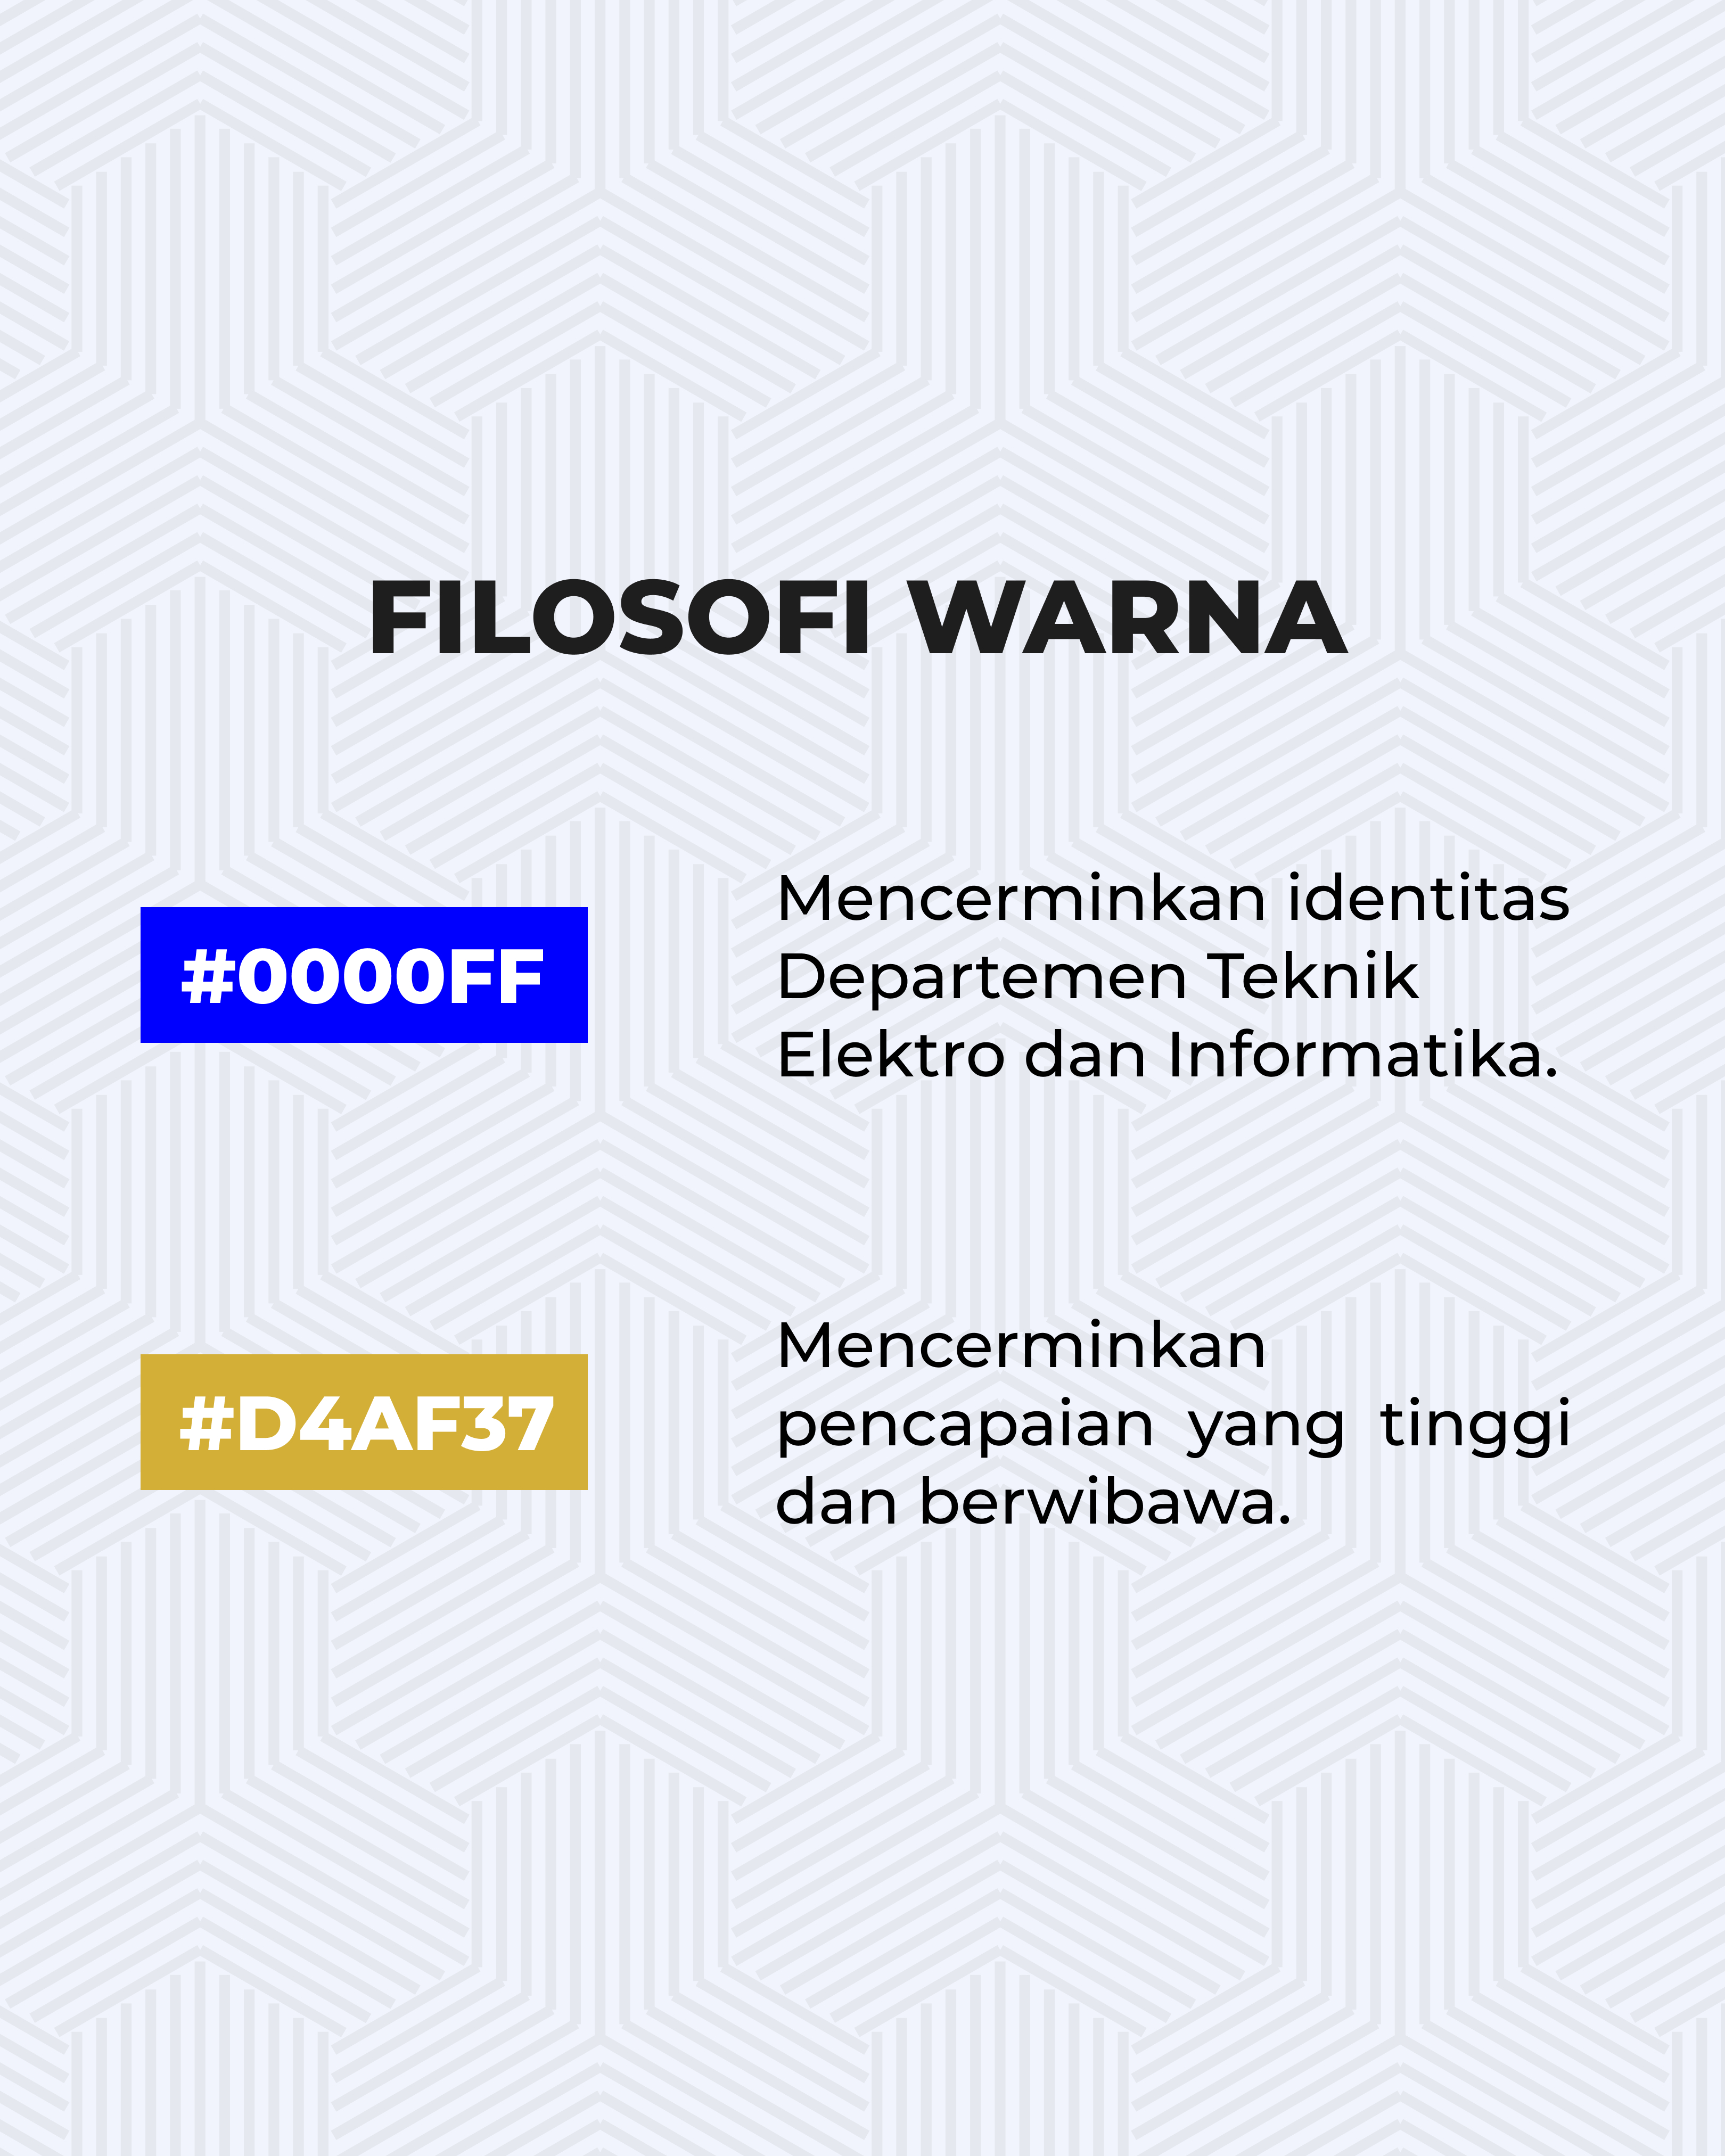 FILOSOFI WARNA
#0000FF
Mencerminkan identitas
Departemen Teknik
Elektro dan Informatika.
#D4AF37
Mencerminkan
pencapaian yang tinggi
dan berwibawa.